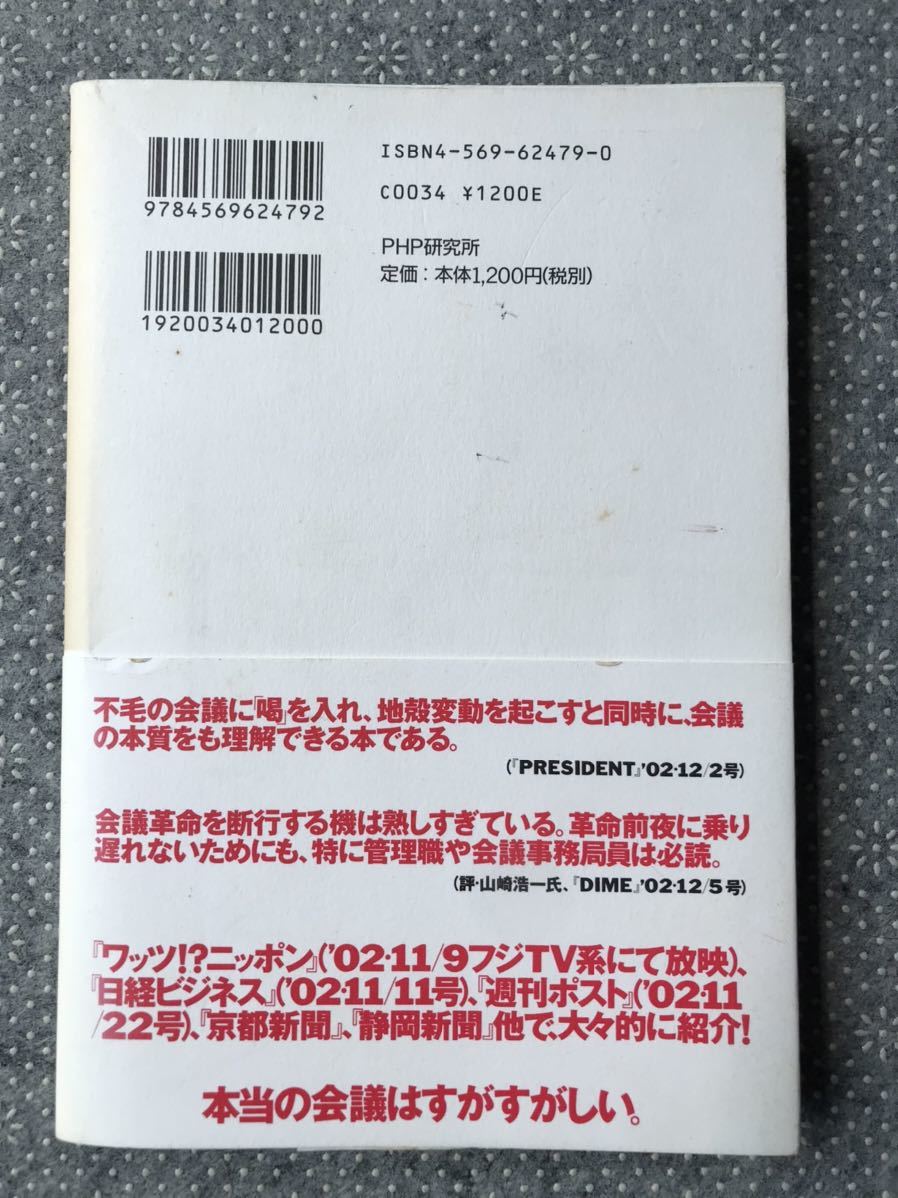 ISBN4-569-62479-0
C0034 ¥1200E
9784569624792
PHP研究所
定価：本体1,200円(税別)
1920034012000
不毛の会議に「喝」を入れ、地殻変動を起こすと同時に、会議
の本質をも理解できる本である。
(『PRESIDENT』'02・12/2号)
会議革命を断行する機は熟しすぎている。革命前夜に乗り
遅れないためにも、特に管理職や会議事務局員は必読。
(評・山崎浩一氏、『DIME』'02・12/5号)
『ワッツ!?ニッポン』('02・11/9フジTV系にて放映)、
『日経ビジネス』('02・11/11号)、『週刊ポスト』('02・11
/22号)、『京都新聞』、『静岡新聞』他で、大々的に紹介!
本当の会議はすがすがしい。